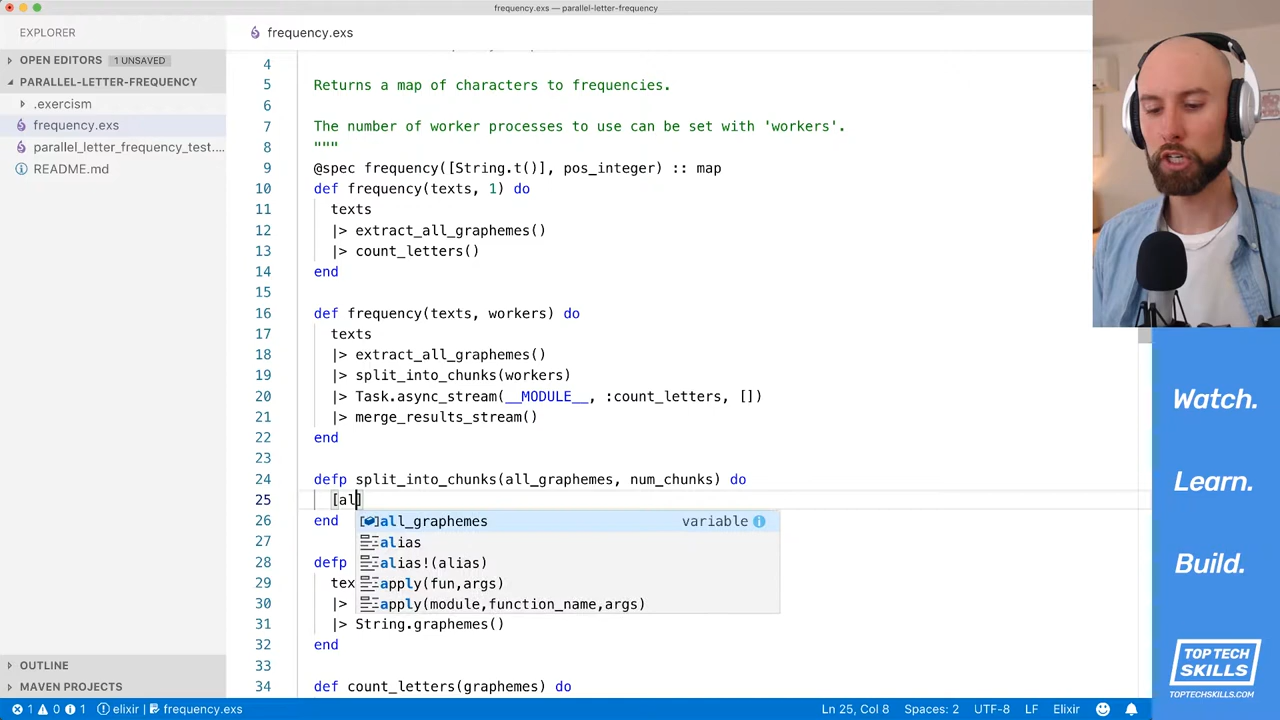 frequency.exs — parallel-letter-frequency
EXPLORER
frequency.exs
OPEN EDITORS 1 UNSAVED
PARALLEL-LETTER-FREQUENCY
.exercism
frequency.exs
parallel_letter_frequency_test....
README.md
4
5 Returns a map of characters to frequencies.
6
7 The number of worker processes to use can be set with 'workers'.
8 """
9 @spec frequency([String.t()], pos_integer) :: map
10 def frequency(texts, 1) do
11 texts
12 |> extract_all_graphemes()
13 |> count_letters()
14 end
15
16 def frequency(texts, workers) do
17 texts
18 |> extract_all_graphemes()
19 |> split_into_chunks(workers)
20 |> Task.async_stream(__MODULE__, :count_letters, [])
21 |> merge_results_stream()
22 end
23
24 defp split_into_chunks(all_graphemes, num_chunks) do
25 [al]
26 end
all_graphemes variable
27
alias
28 defp
alias!(alias)
29 tex
apply(fun,args)
30 |>
apply(module,function_name,args)
31 |> String.graphemes()
32 end
33
34 def count_letters(graphemes) do
OUTLINE
MAVEN PROJECTS
1 0 1 elixir | frequency.exs
Ln 25, Col 8 Spaces: 2 UTF-8 LF Elixir
Watch.
Learn.
Build.
TOP TECH
SKILLS
TOPTECHSKILLS.COM